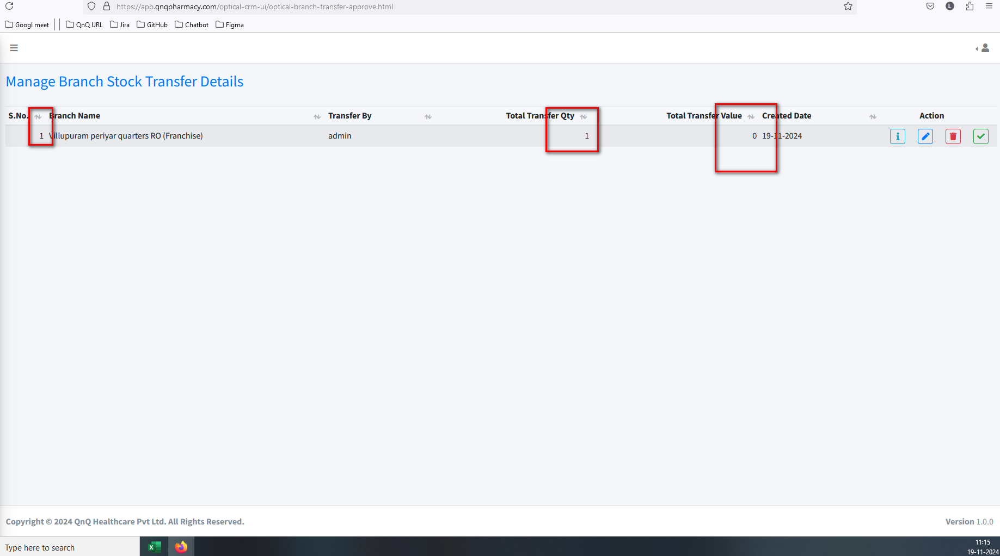 https://app.qnqpharmacy.com/optical-crm-ui/optical-branch-transfer-approve.html
L
Googl meet QnQ URL Jira GitHub Chatbot Figma
Manage Branch Stock Transfer Details
S.No. Branch Name Transfer By Total Transfer Qty Total Transfer Value Created Date Action
1 Villupuram periyar quarters RO (Franchise) admin 1 0 19-11-2024
Copyright © 2024 QnQ Healthcare Pvt Ltd. All Rights Reserved. Version 1.0.0
Type here to search
11:15
19-11-2024